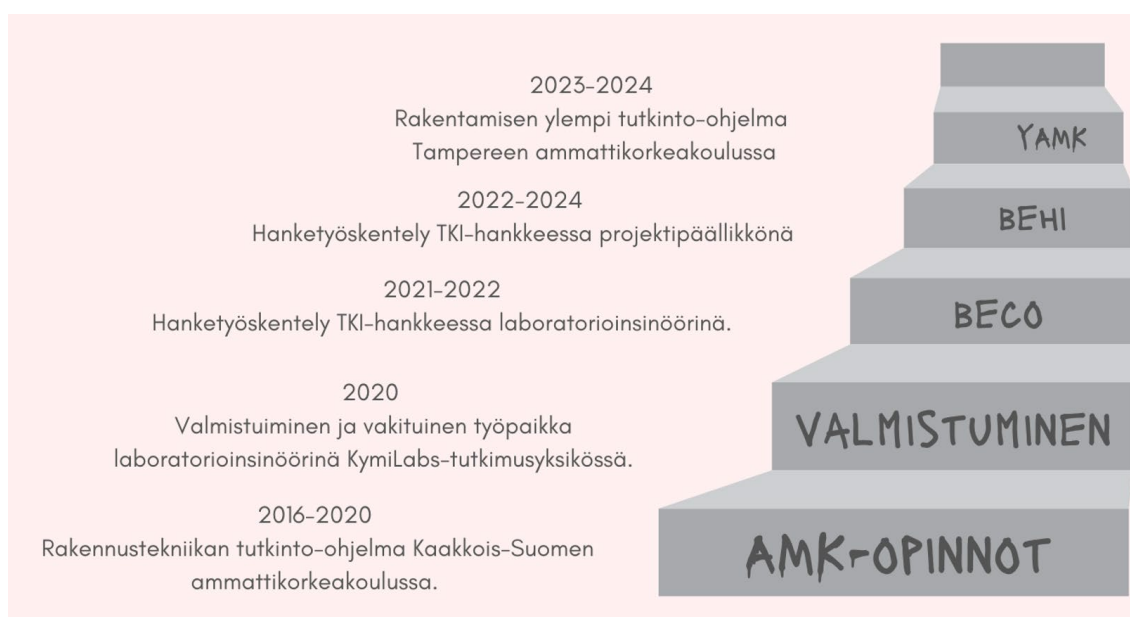 2023-2024
Rakentamisen ylempi tutkinto-ohjelma
Tampereen ammattikorkeakoulussa
YAMK
2022-2024
Hanketyöskentely TKI-hankkeessa projektipäällikkönä
BEHI
2021-2022
Hanketyöskentely TKI-hankkeessa laboratorioinsinöörinä.
BECO
2020
Valmistuiminen ja vakituinen työpaikka
laboratorioinsinöörinä KymiLabs-tutkimusyksikössä.
VALMISTUMINEN
2016-2020
Rakennustekniikan tutkinto-ohjelma Kaakkois-Suomen
ammattikorkeakoulussa.
AMK-OPINNOT